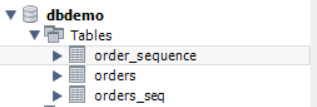 dbdemo
Tables
order_sequence
orders
orders_seq